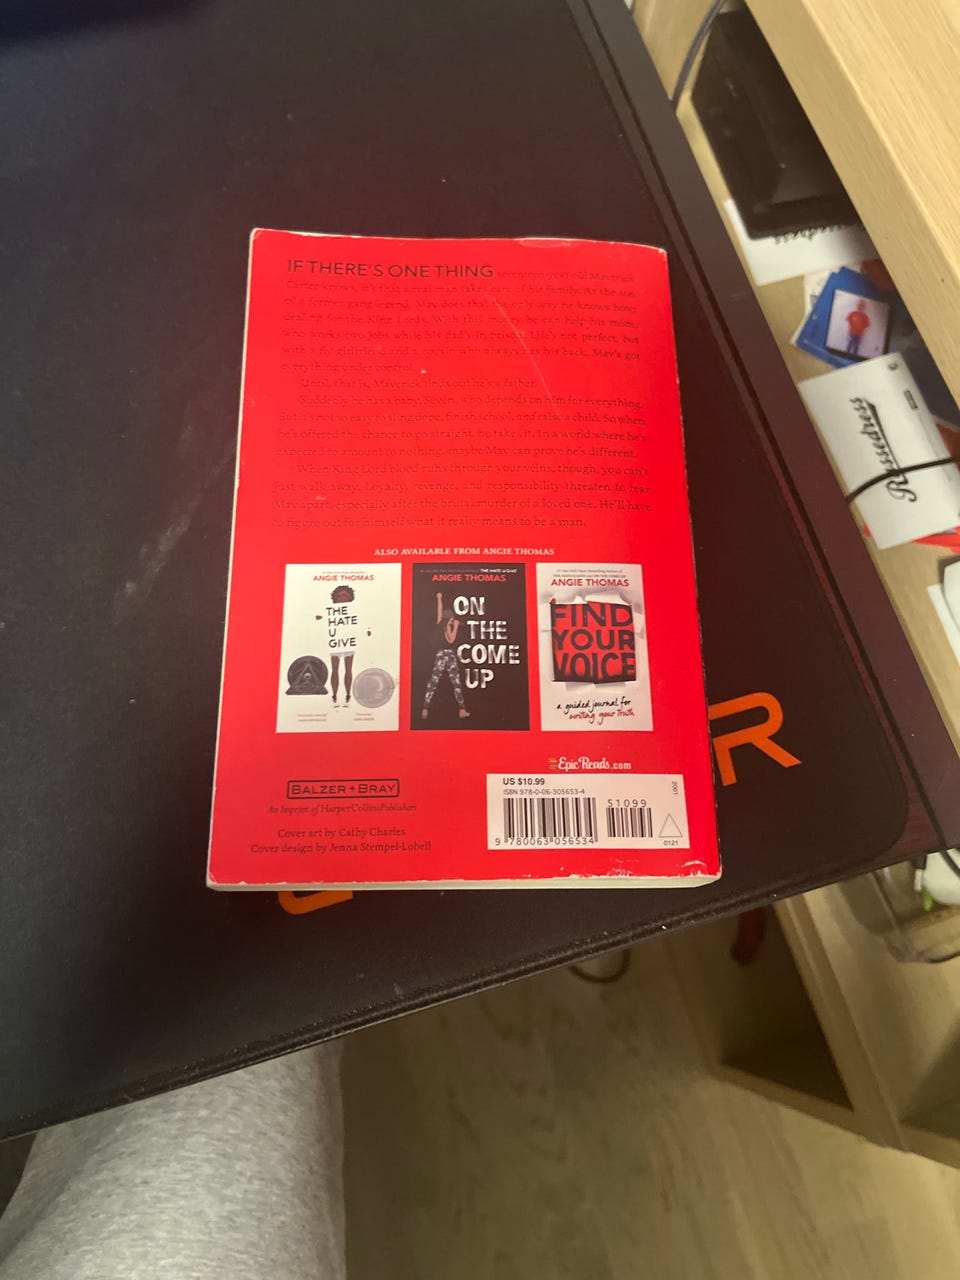 IF THERE'S ONE THING seventeen-year-old Maverick
Carter knows, it's that a real man takes care of his family. As the son
of a former gang legend, Mav does that the only way he knows how:
dealing for the King Lords. With this money he can help his mom,
who works two jobs while his dad's in prison. Life's not perfect, but
with a fly girlfriend and a cousin who always has his back, Mav's got
everything under control.
Until, that is, Maverick finds out he's a father.
Suddenly he has a baby, Seven, who depends on him for everything.
But it's not so easy to sling dope, finish school, and raise a child. So when
he's offered the chance to go straight, he takes it. In a world where he's
expected to amount to nothing, maybe Mav can prove he's different.
When King Lord blood runs through your veins, though, you can't
just walk away. Loyalty, revenge, and responsibility threaten to tear
Mav apart, especially after the brutal murder of a loved one. He'll have
to figure out for himself what it really means to be a man.
ALSO AVAILABLE FROM ANGIE THOMAS
ANGIE THOMAS
THE
HATE
U
GIVE
ANGIE THOMAS
ON
THE
COME
UP
ANGIE THOMAS
FIND
YOUR
VOICE
a guided journal for
writing your truth
EpicReads.com
BALZER + BRAY
An Imprint of HarperCollinsPublishers
Cover art by Cathy Charles
Cover design by Jenna Stempel-Lobell
US $10.99
ISBN 978-0-06-305653-4
51099
9 780063 056534
2001
0121
R
Rossedress